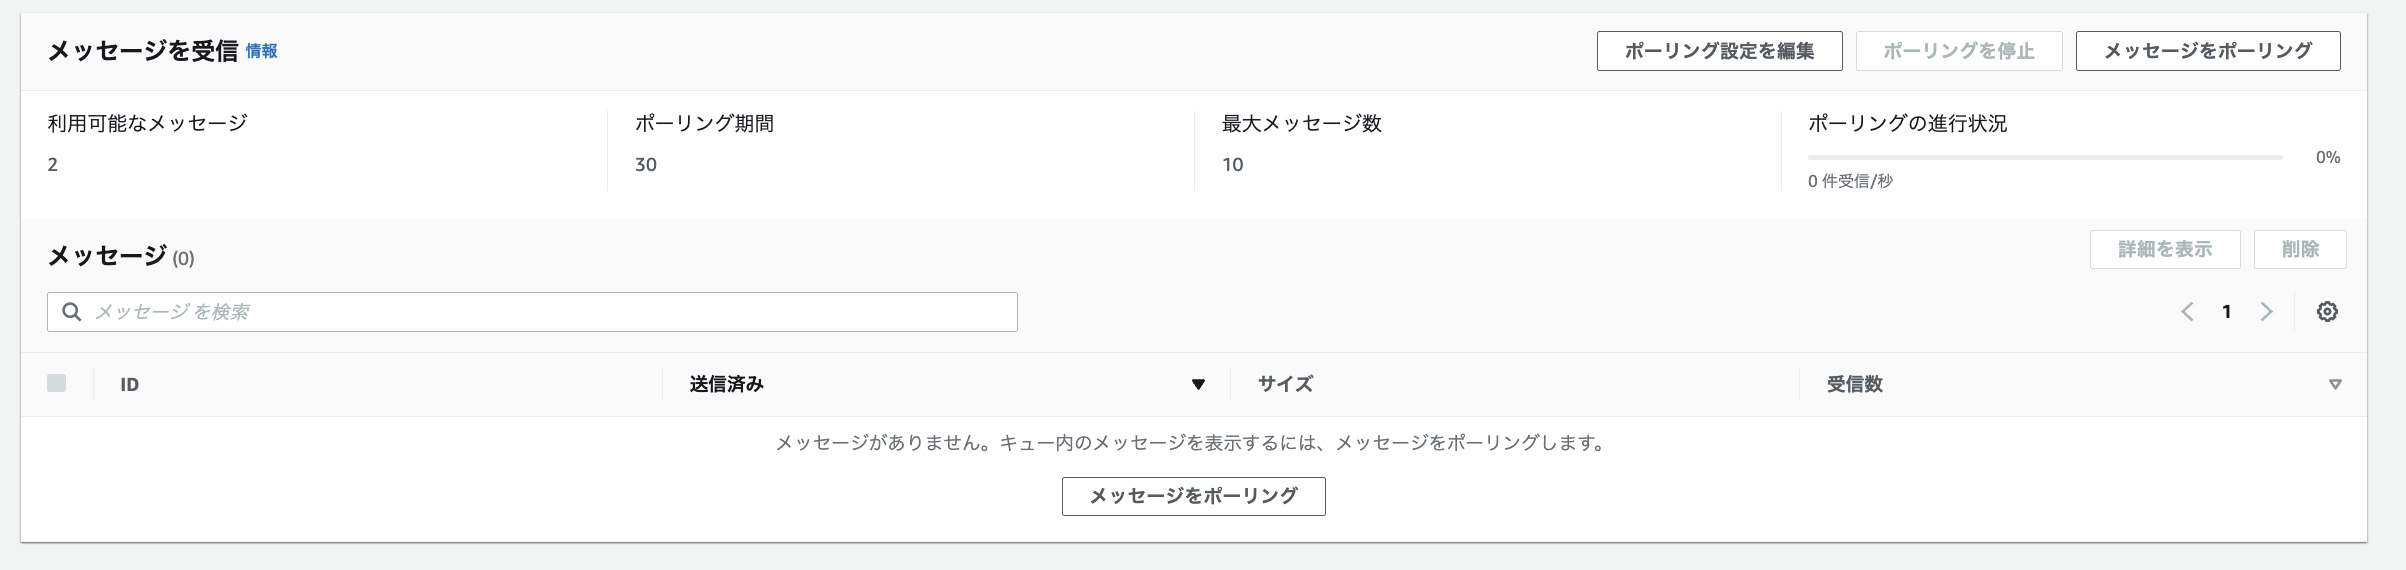 メッセージを受信 情報
ポーリング設定を編集
ポーリングを停止
メッセージをポーリング
利用可能なメッセージ
2
ポーリング期間
30
最大メッセージ数
10
ポーリングの進行状況
0%
0 件受信/秒
メッセージ (0)
詳細を表示
削除
メッセージ を検索
1
ID
送信済み
サイズ
受信数
メッセージがありません。キュー内のメッセージを表示するには、メッセージをポーリングします。
メッセージをポーリング